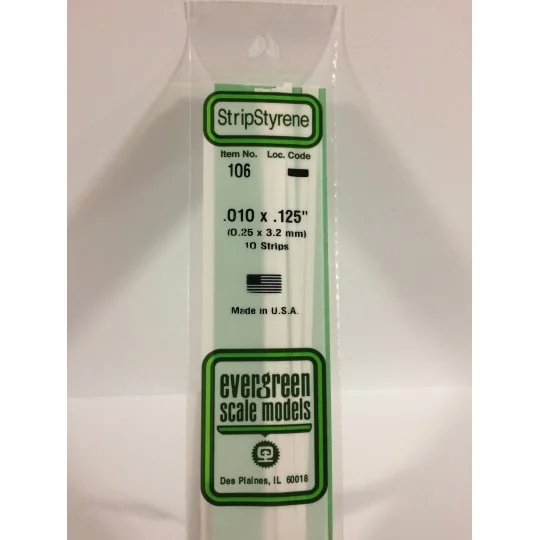 StripStyrene
Item No. Loc. Code
106
.010 x .125"
(0.25 x 3.2 mm)
10 Strips
Made in U.S.A.
evergreen
scale models
Des Plaines, IL 60018